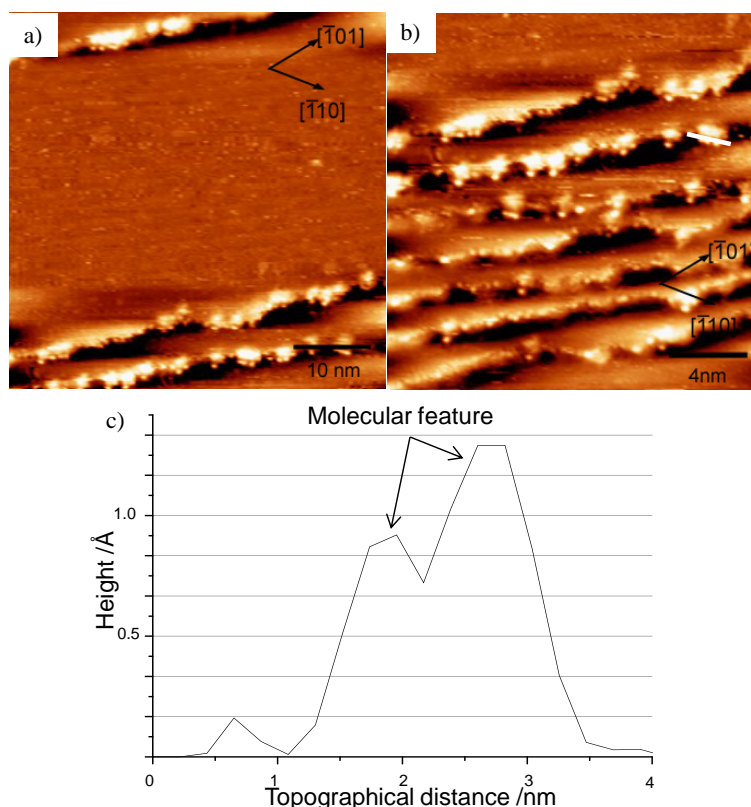 a)
[1̄01]
[1̄10]
10 nm
b)
[1̄01
[1̄10]
4nm
c)
Molecular feature
1.0
0.5
Height /Å
0 1 2 3 4
Topographical distance /nm